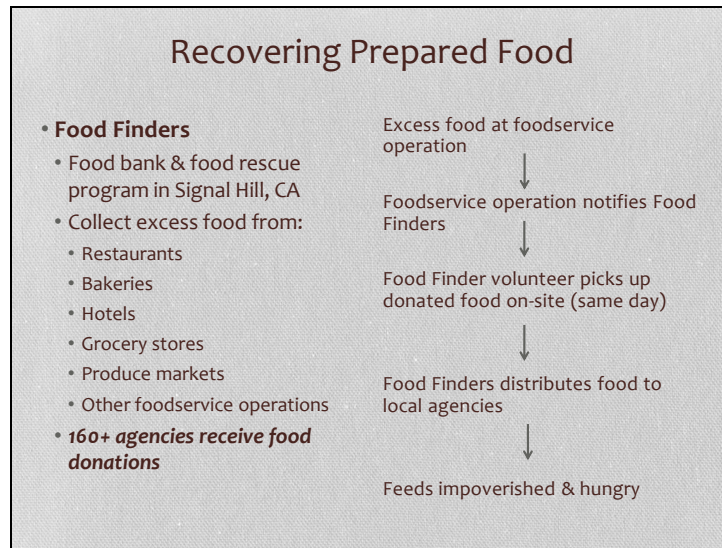 Recovering Prepared Food
• Food Finders
• Food bank & food rescue
program in Signal Hill, CA
• Collect excess food from:
• Restaurants
• Bakeries
• Hotels
• Grocery stores
• Produce markets
• Other foodservice operations
• 160+ agencies receive food
donations
Excess food at foodservice
operation
Foodservice operation notifies Food
Finders
Food Finder volunteer picks up
donated food on-site (same day)
Food Finders distributes food to
local agencies
Feeds impoverished & hungry